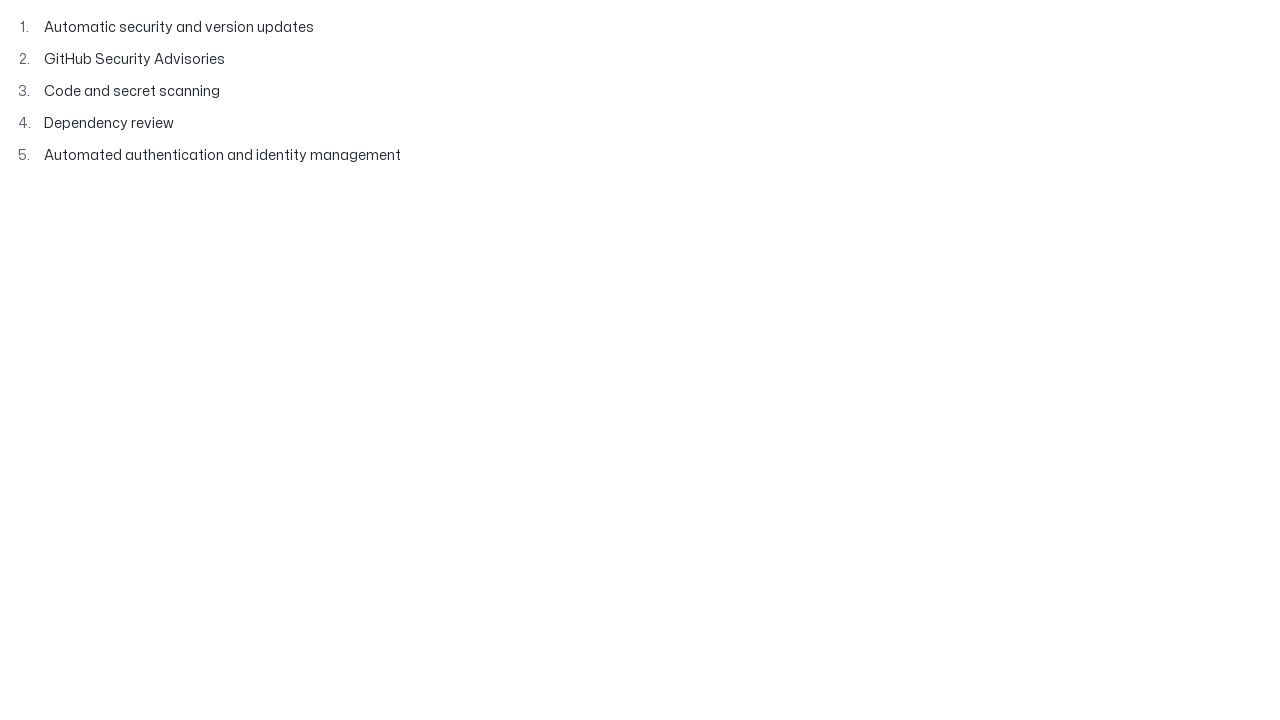 1. Automatic security and version updates
2. GitHub Security Advisories
3. Code and secret scanning
4. Dependency review
5. Automated authentication and identity management